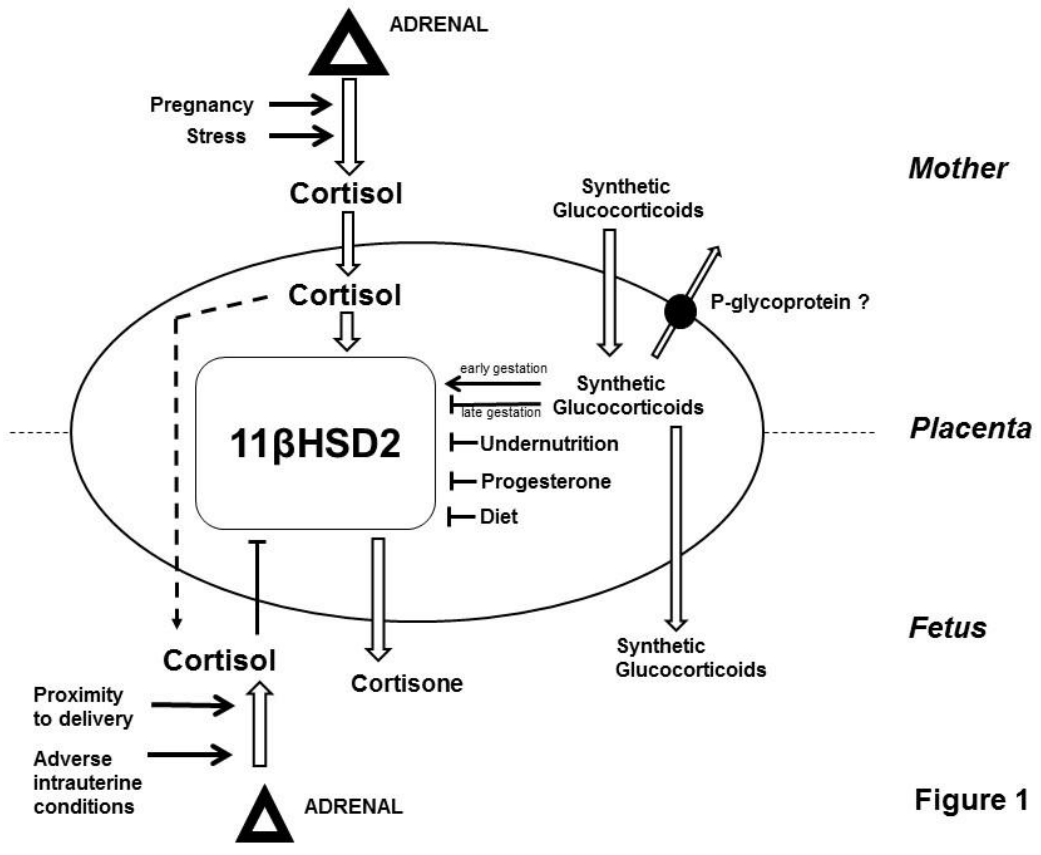 ADRENAL
Pregnancy
Stress
Mother
Cortisol
Synthetic
Glucocorticoids
Cortisol
P-glycoprotein ?
early gestation
Synthetic
Glucocorticoids
late gestation
Placenta
11βHSD2
Undernutrition
Progesterone
Diet
Fetus
Cortisol
Synthetic
Glucocorticoids
Cortisone
Proximity
to delivery
Adverse
intrauterine
conditions
ADRENAL
Figure 1